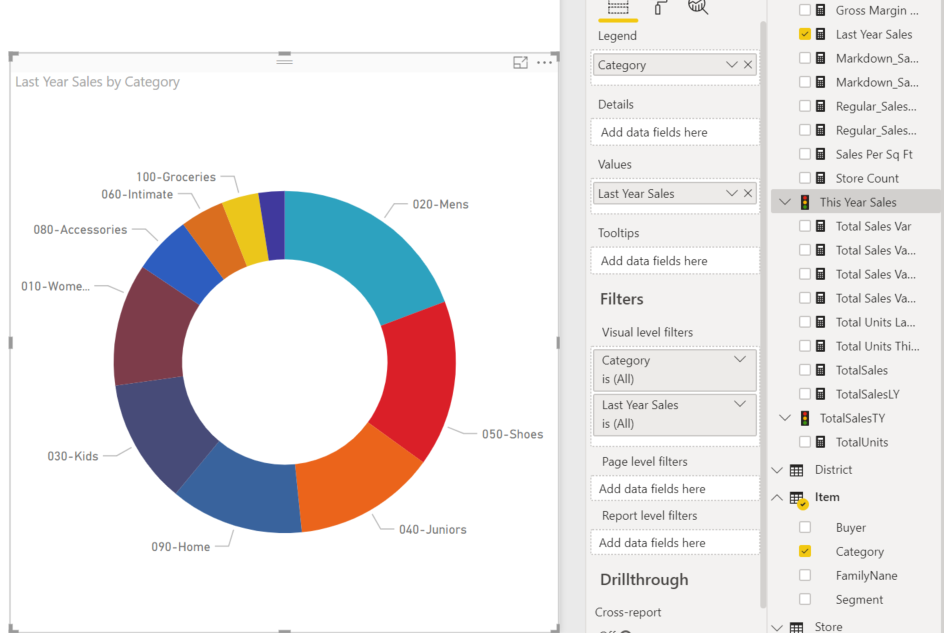 Last Year Sales by Category
100-Groceries
060-Intimate
020-Mens
080-Accessories
010-Wome...
050-Shoes
030-Kids
040-Juniors
090-Home
Legend
Category
Details
Add data fields here
Values
Last Year Sales
Tooltips
Add data fields here
Filters
Visual level filters
Category
is (All)
Last Year Sales
is (All)
Page level filters
Add data fields here
Report level filters
Add data fields here
Drillthrough
Cross-report
Gross Margin ...
Last Year Sales
Markdown_Sa...
Markdown_Sa...
Regular_Sales...
Regular_Sales...
Sales Per Sq Ft
Store Count
This Year Sales
Total Sales Var
Total Sales Va...
Total Sales Va...
Total Sales Va...
Total Units La...
Total Units Thi...
TotalSales
TotalSalesLY
TotalSalesTY
TotalUnits
District
Item
Buyer
Category
FamilyNane
Segment
Store